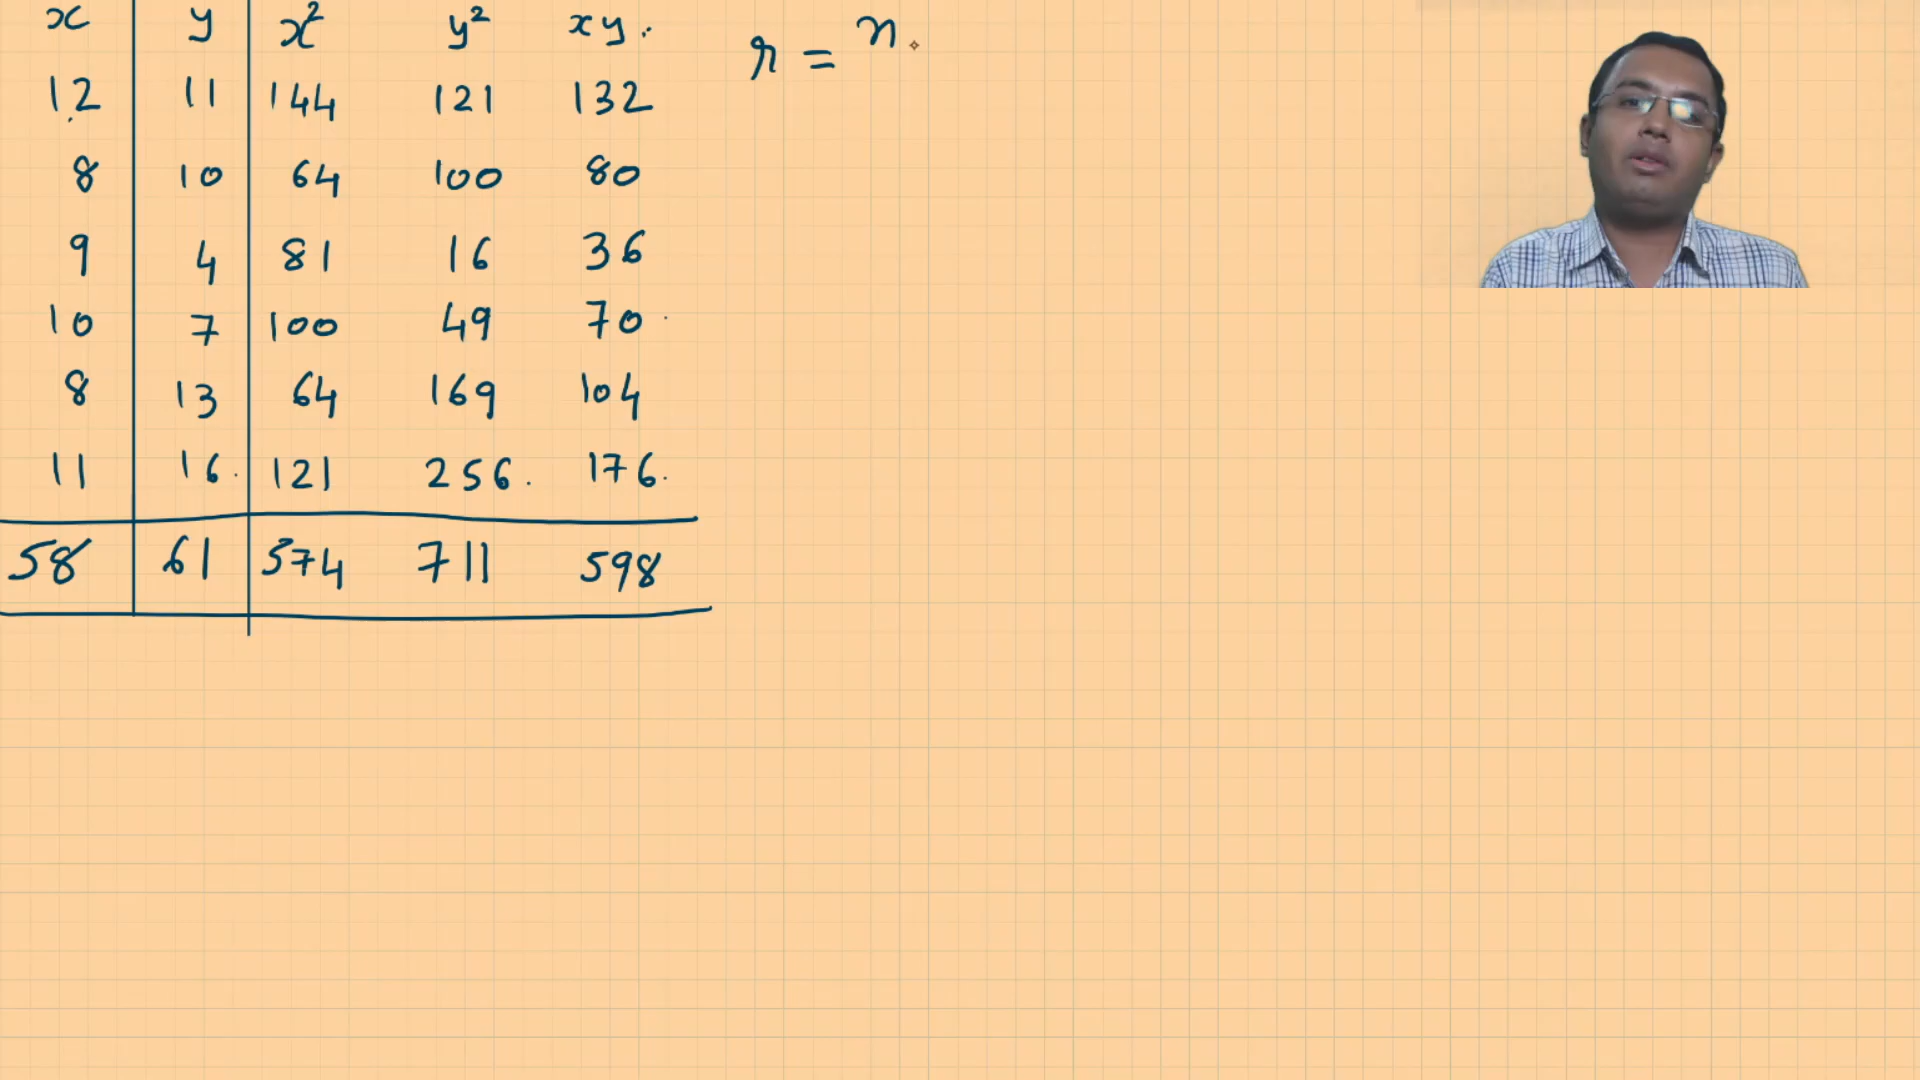 x y x² y² xy. r = n
12 11 144 121 132
8 10 64 100 80
9 4 81 16 36
10 7 100 49 70
8 13 64 169 104
11 16 121 256 176
58 61 574 711 598